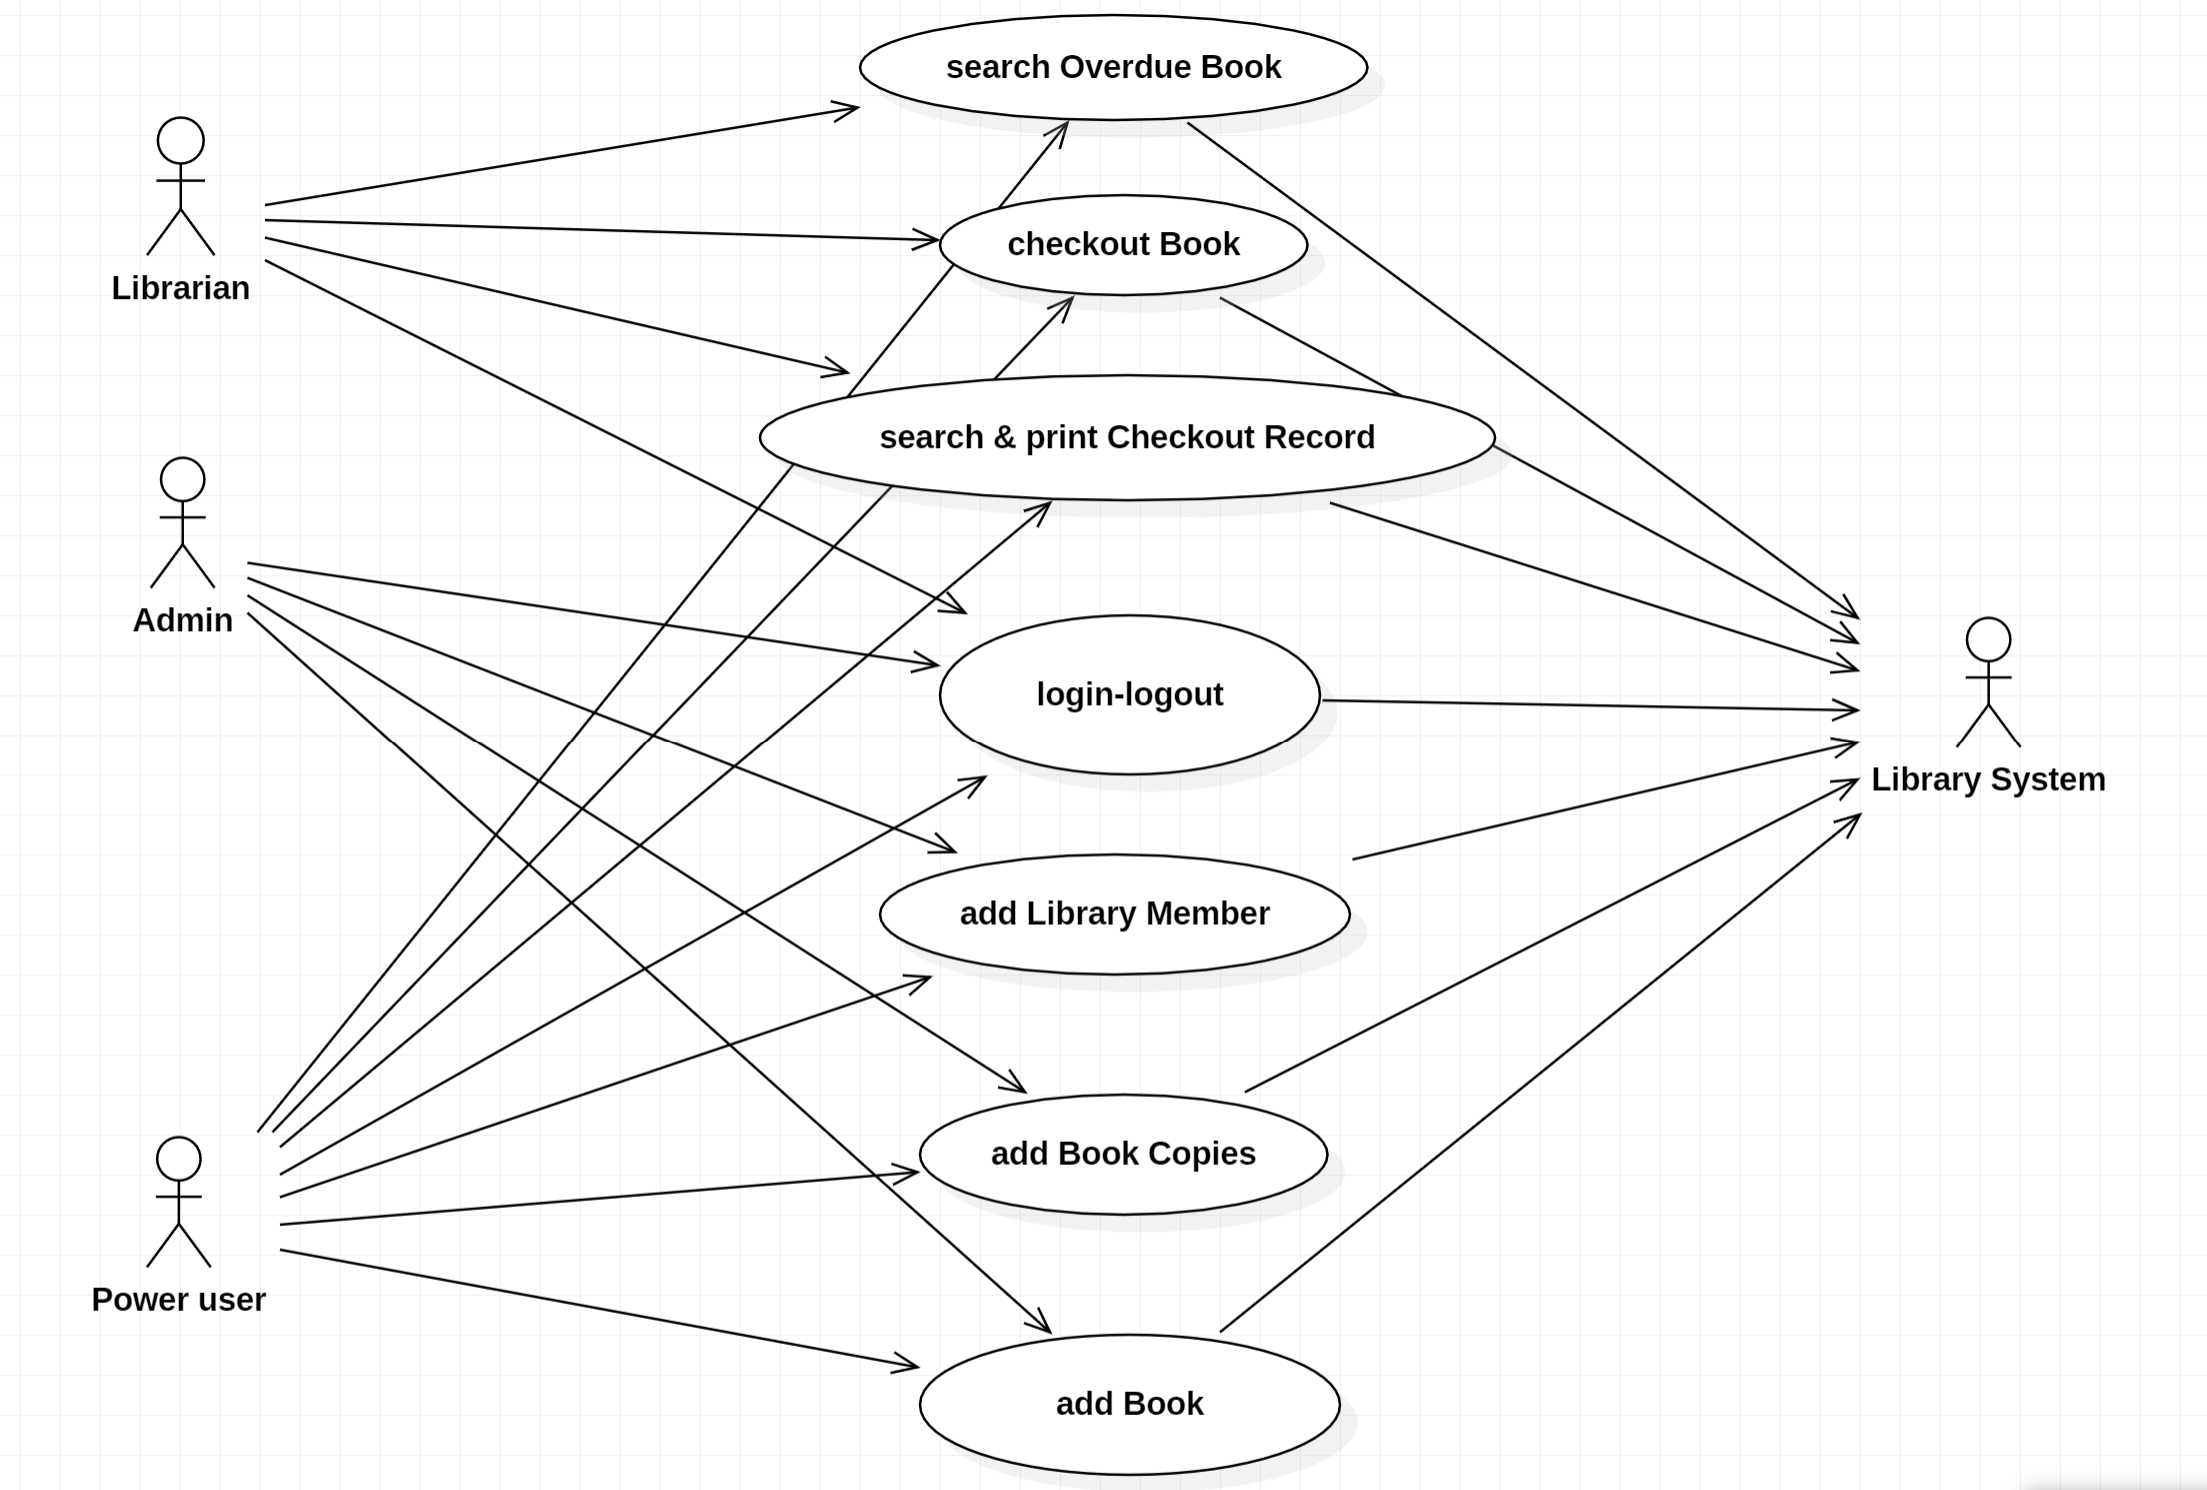 search Overdue Book
checkout Book
Librarian
search & print Checkout Record
Admin
login-logout
Library System
add Library Member
add Book Copies
Power user
add Book